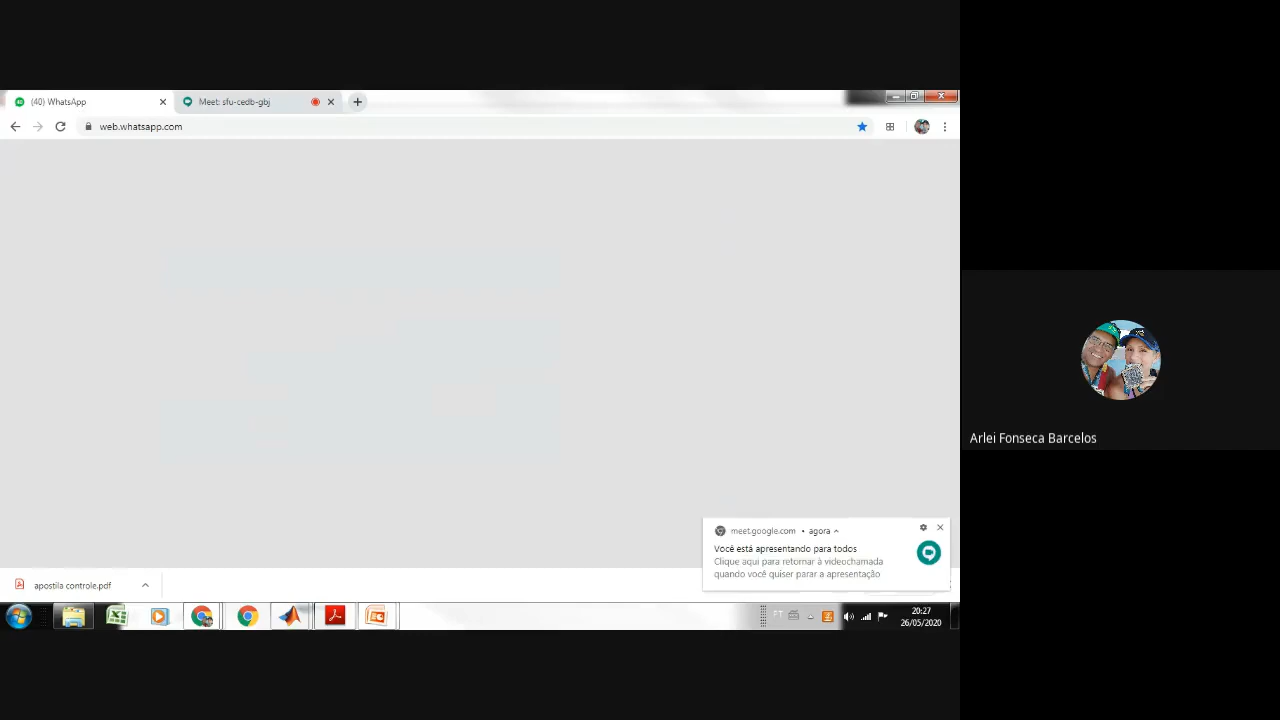 (40) WhatsApp
Meet: sfu-cedb-gbj
web.whatsapp.com
Arlei Fonseca Barcelos
meet.google.com • agora
Você está apresentando para todos
Clique aqui para retornar à videochamada
quando você quiser parar a apresentação
apostila controle.pdf
PT
20:27
26/05/2020